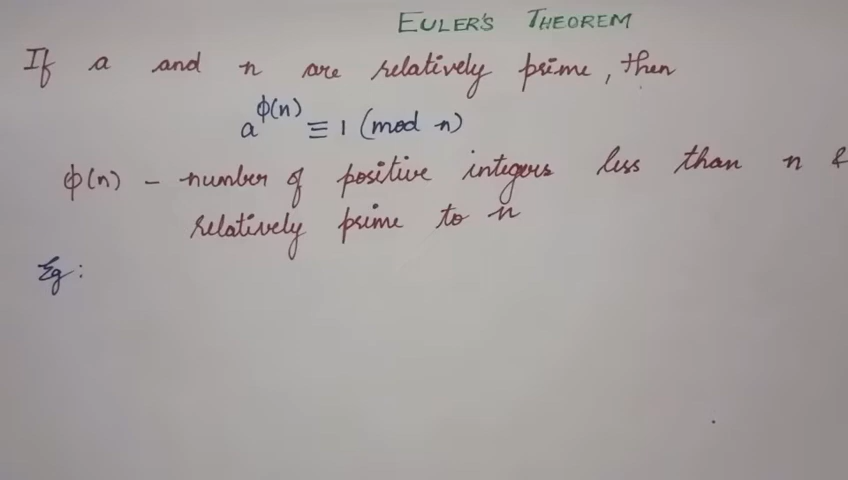 EULER'S THEOREM
If a and n are relatively prime, then
a^ϕ(n) ≡ 1 (mod n)
ϕ(n) – number of positive integers less than n &
relatively prime to n
Eg: